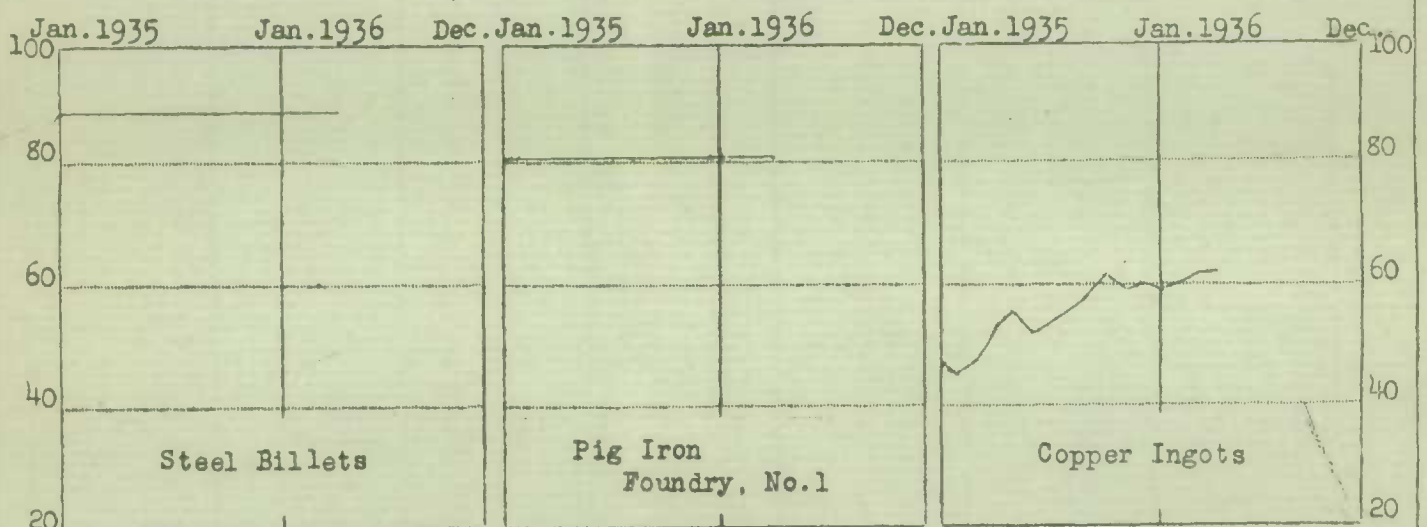 Jan.1935 Jan.1936 Dec. Jan.1935 Jan.1936 Dec. Jan.1935 Jan.1936 Dec.
100 100
80 80
60 60
40 40
Steel Billets Pig Iron Foundry, No.1 Copper Ingots
20 20